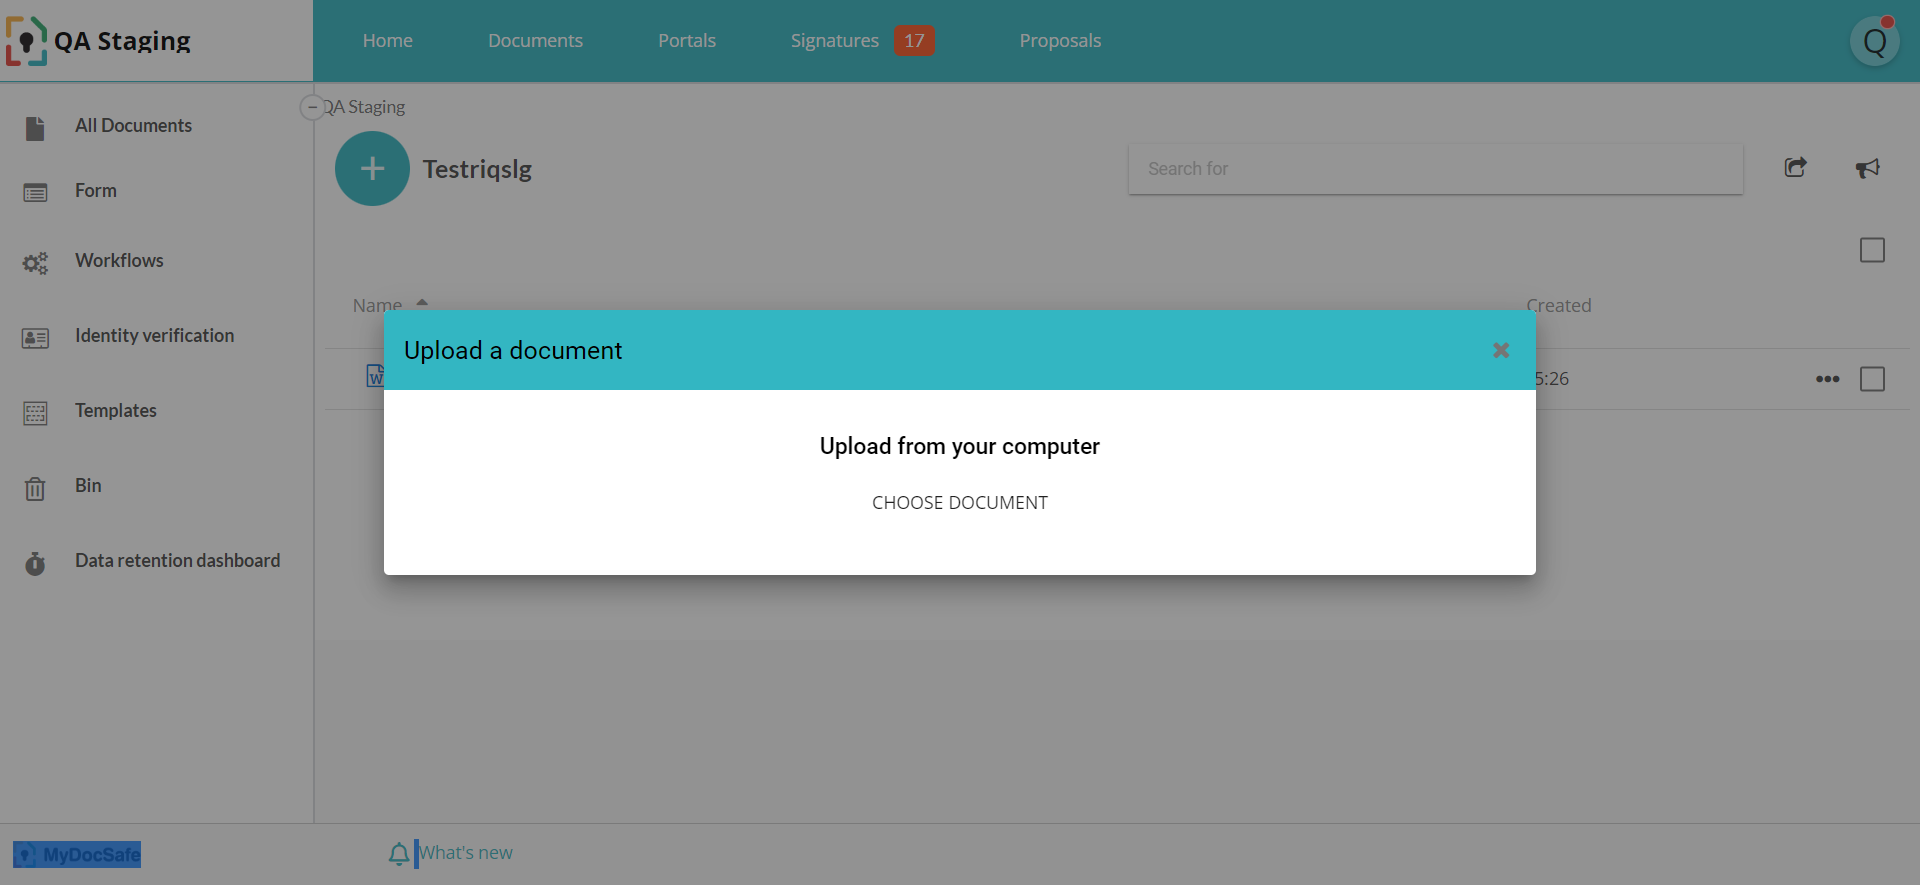 QA Staging
Home
Documents
Portals
Signatures 17
Proposals
Q
All Documents
Form
Workflows
Identity verification
Templates
Bin
Data retention dashboard
QA Staging
+ Testriqslg
Search for
Name
Created
W
5:26
Upload a document
Upload from your computer
CHOOSE DOCUMENT
MyDocSafe
What's new